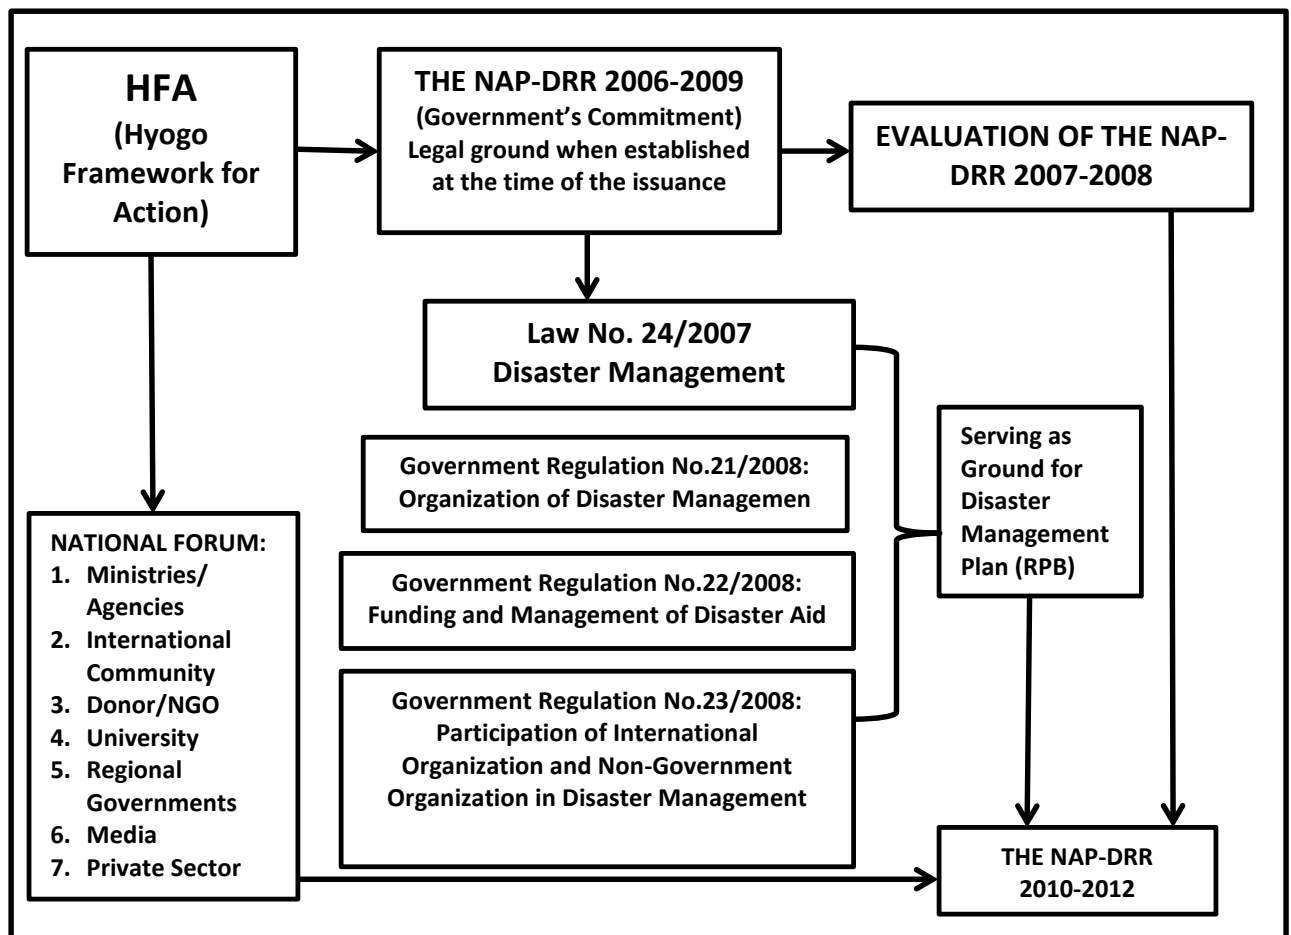 HFA
(Hyogo
Framework for
Action)
THE NAP-DRR 2006-2009
(Government’s Commitment)
Legal ground when established
at the time of the issuance
EVALUATION OF THE NAP-
DRR 2007-2008
Law No. 24/2007
Disaster Management
Government Regulation No.21/2008:
Organization of Disaster Managemen
Government Regulation No.22/2008:
Funding and Management of Disaster Aid
Government Regulation No.23/2008:
Participation of International
Organization and Non-Government
Organization in Disaster Management
Serving as
Ground for
Disaster
Management
Plan (RPB)
NATIONAL FORUM:
1. Ministries/
Agencies
2. International
Community
3. Donor/NGO
4. University
5. Regional
Governments
6. Media
7. Private Sector
THE NAP-DRR
2010-2012